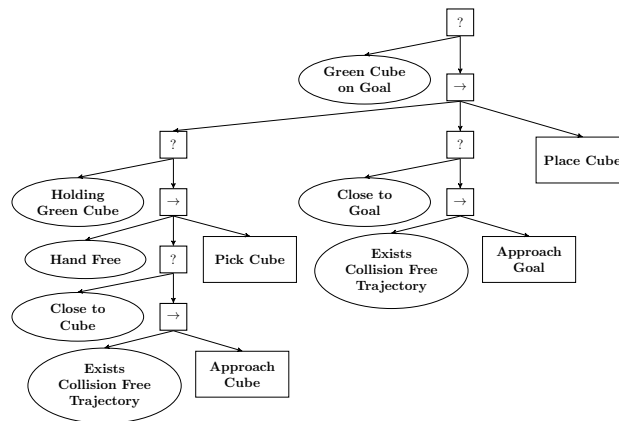 ?
Green Cube
on Goal
→
?
?
Place Cube
Holding
Green Cube
→
Close to
Goal
→
Hand Free
?
Pick Cube
Exists
Collision Free
Trajectory
Approach
Goal
Close to
Cube
→
Exists
Collision Free
Trajectory
Approach
Cube